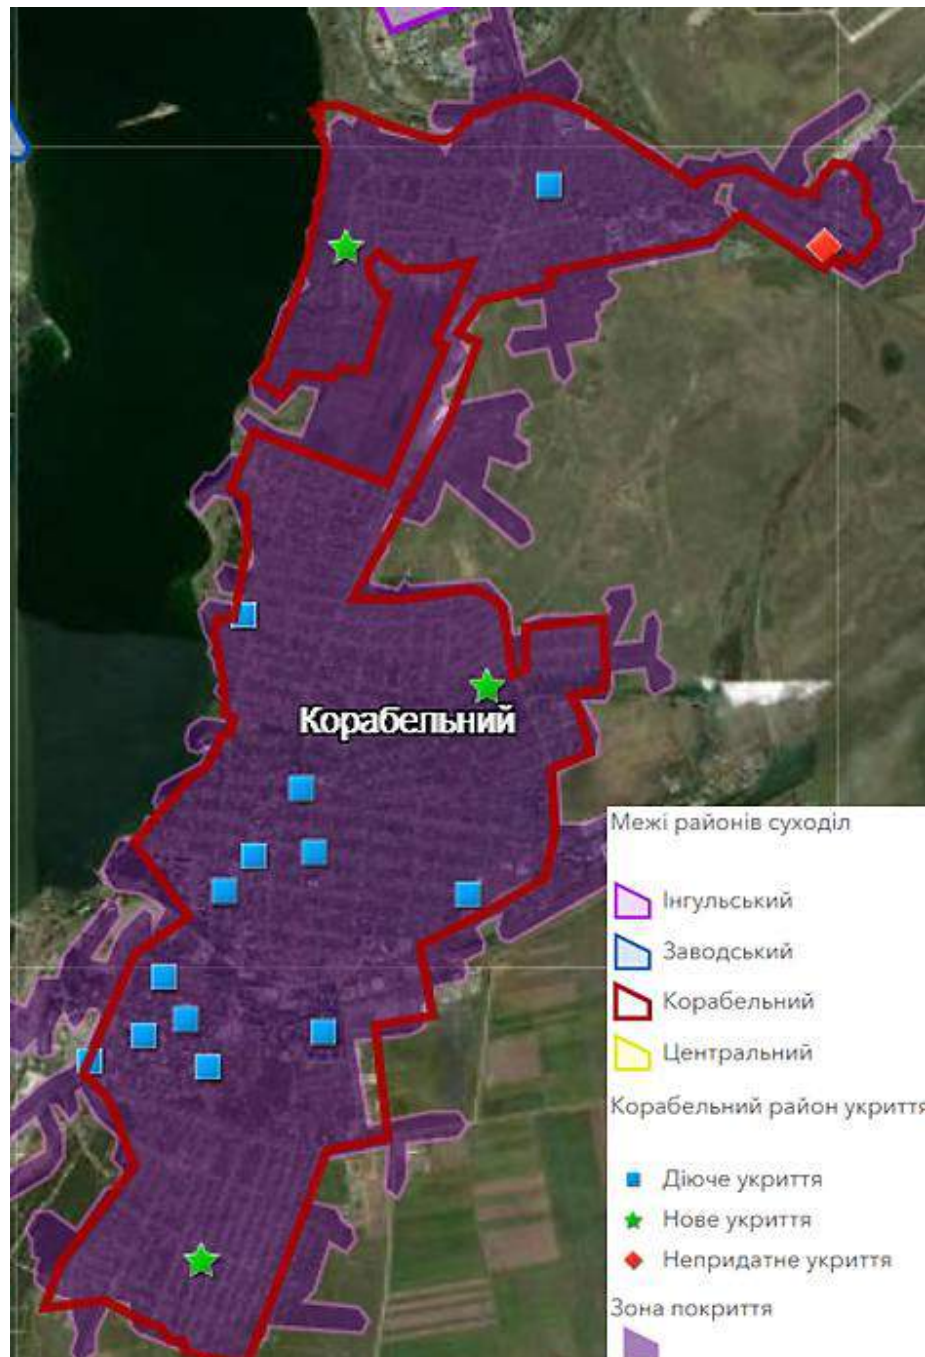 Корабельний
Межі районів суходіл
Інгульський
Заводський
Корабельний
Центральний
Корабельний район укриття
Діюче укриття
Нове укриття
Непридатне укриття
Зона покриття